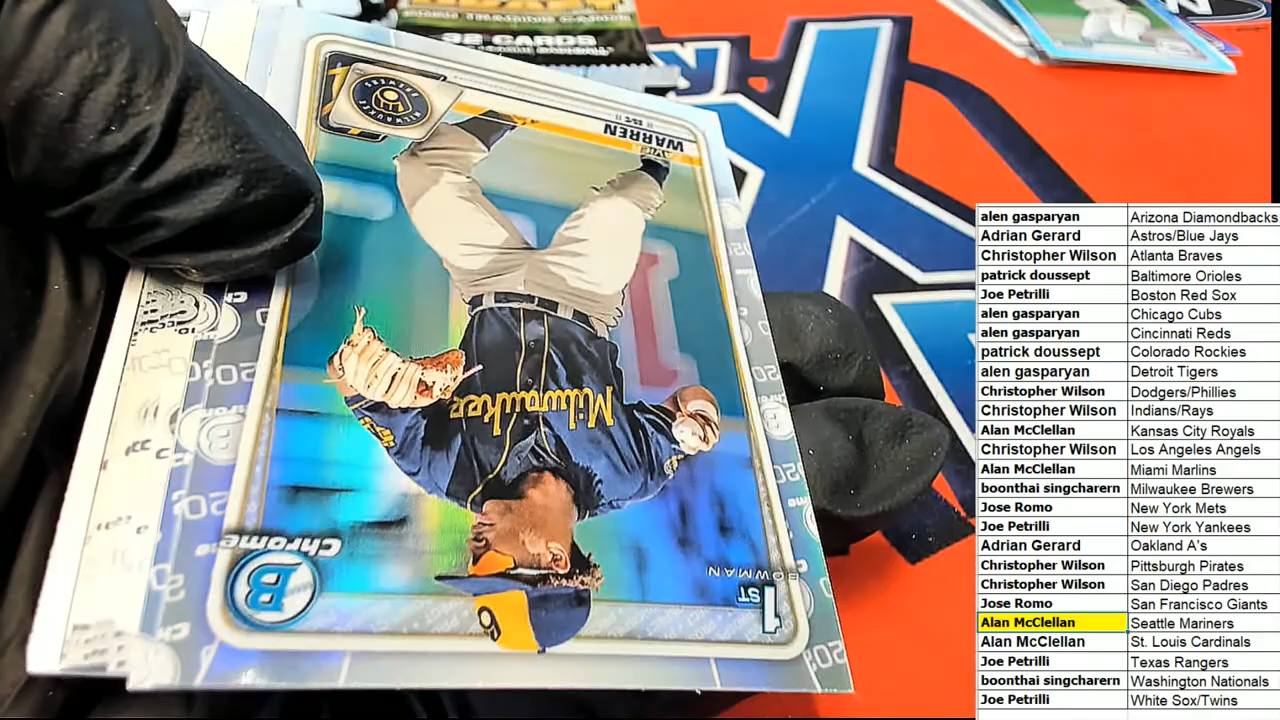 38 CARDS
MILWAUKEE
BREWERS
WARREN
Milwaukee
Chrome
B
1ST
BOWMAN
alen gasparyan Arizona Diamondbacks
Adrian Gerard Astros/Blue Jays
Christopher Wilson Atlanta Braves
patrick doussept Baltimore Orioles
Joe Petrilli Boston Red Sox
alen gasparyan Chicago Cubs
alen gasparyan Cincinnati Reds
patrick doussept Colorado Rockies
alen gasparyan Detroit Tigers
Christopher Wilson Dodgers/Phillies
Christopher Wilson Indians/Rays
Alan McClellan Kansas City Royals
Christopher Wilson Los Angeles Angels
Alan McClellan Miami Marlins
boonthai singcharern Milwaukee Brewers
Jose Romo New York Mets
Joe Petrilli New York Yankees
Adrian Gerard Oakland A's
Christopher Wilson Pittsburgh Pirates
Christopher Wilson San Diego Padres
Jose Romo San Francisco Giants
Alan McClellan Seattle Mariners
Alan McClellan St. Louis Cardinals
Joe Petrilli Texas Rangers
boonthai singcharern Washington Nationals
Joe Petrilli White Sox/Twins